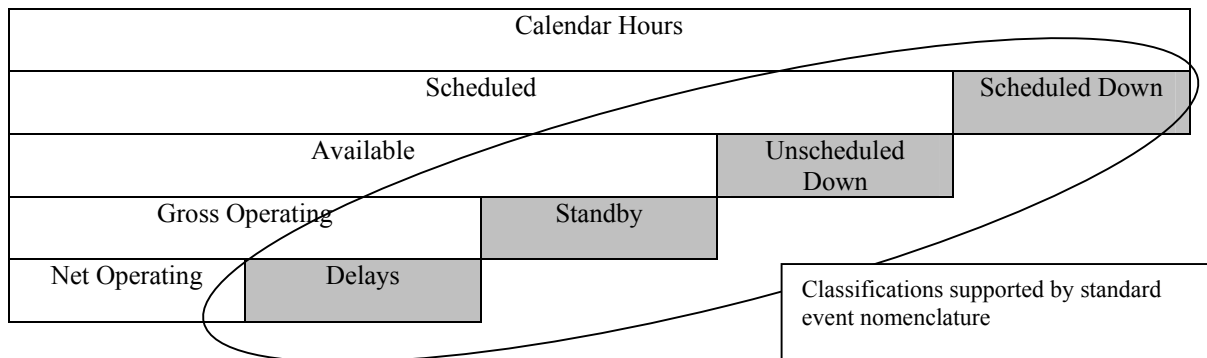 Calendar Hours
Scheduled
Scheduled Down
Available
Unscheduled
Down
Gross Operating
Standby
Net Operating
Delays
Classifications supported by standard
event nomenclature